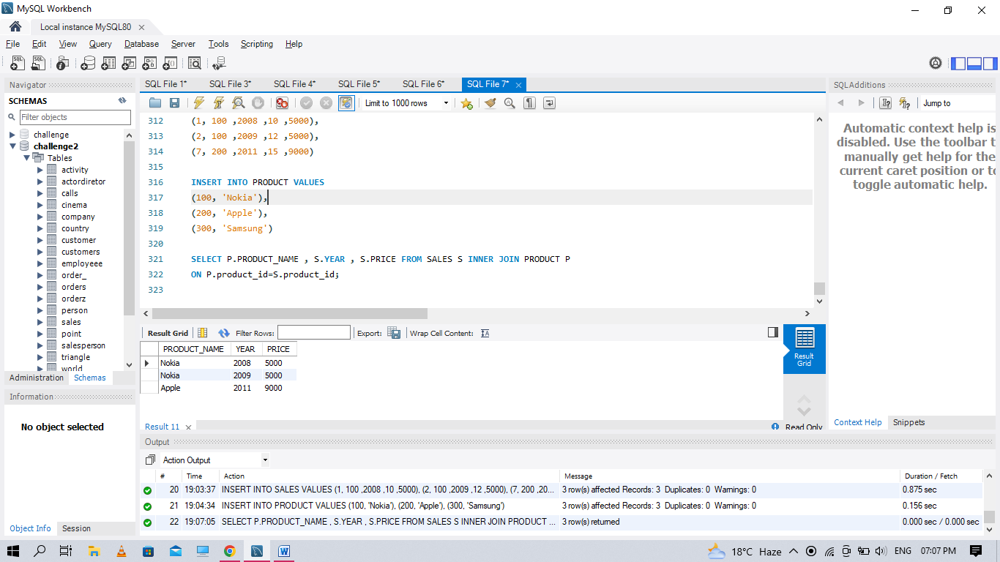 MySQL Workbench
Local instance MySQL80
File Edit View Query Database Server Tools Scripting Help
Navigator
SCHEMAS
Filter objects
challenge
challenge2
Tables
activity
actordiretor
calls
cinema
company
country
customer
customers
employeee
order_
orders
orderz
person
sales
point
salesperson
triangle
world
Administration Schemas
Information
No object selected
Object Info Session
SQL File 1* SQL File 3* SQL File 4* SQL File 5* SQL File 6* SQL File 7*
Limit to 1000 rows
312 (1, 100 ,2008 ,10 ,5000),
313 (2, 100 ,2009 ,12 ,5000),
314 (7, 200 ,2011 ,15 ,9000)
315
316 INSERT INTO PRODUCT VALUES
317 (100, 'Nokia'),
318 (200, 'Apple'),
319 (300, 'Samsung')
320
321 SELECT P.PRODUCT_NAME , S.YEAR , S.PRICE FROM SALES S INNER JOIN PRODUCT P
322 ON P.product_id=S.product_id;
323
Result Grid Filter Rows: Export: Wrap Cell Content:
PRODUCT_NAME YEAR PRICE
Nokia 2008 5000
Nokia 2009 5000
Apple 2011 9000
Result Grid
Result 11 Read Only
Output
Action Output
# Time Action Message Duration / Fetch
20 19:03:37 INSERT INTO SALES VALUES (1, 100 ,2008 ,10 ,5000), (2, 100 ,2009 ,12 ,5000), (7, 200 ,20... 3 row(s) affected Records: 3 Duplicates: 0 Warnings: 0 0.875 sec
21 19:04:34 INSERT INTO PRODUCT VALUES (100, 'Nokia'), (200, 'Apple'), (300, 'Samsung') 3 row(s) affected Records: 3 Duplicates: 0 Warnings: 0 0.156 sec
22 19:07:05 SELECT P.PRODUCT_NAME , S.YEAR , S.PRICE FROM SALES S INNER JOIN PRODUCT ... 3 row(s) returned 0.000 sec / 0.000 sec
SQLAdditions
Jump to
Automatic context help is
disabled. Use the toolbar t
manually get help for the
current caret position or to
toggle automatic help.
Context Help Snippets
18°C Haze ENG 07:07 PM